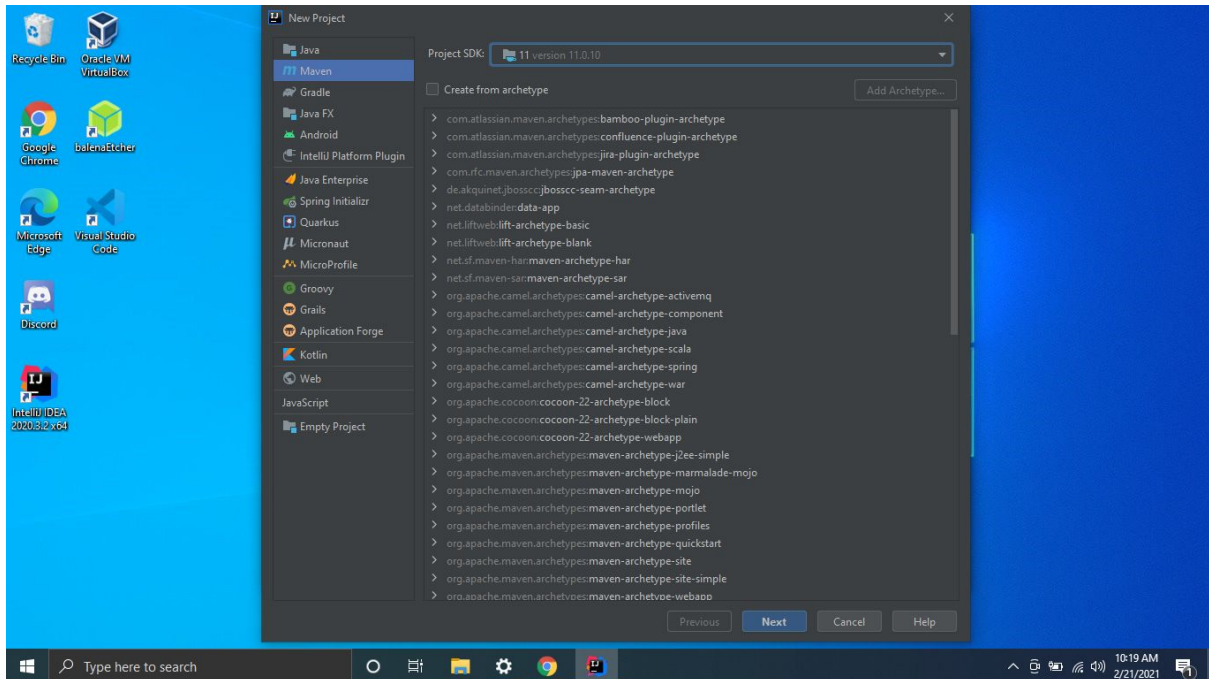 New Project
Recycle Bin
Oracle VM
VirtualBox
Google
Chrome
balenaEtcher
Microsoft
Edge
Visual Studio
Code
Discord
IntelliJ IDEA
2020.3.2 x64
Java
Maven
Gradle
Java FX
Android
IntelliJ Platform Plugin
Java Enterprise
Spring Initializr
Quarkus
Micronaut
MicroProfile
Groovy
Grails
Application Forge
Kotlin
Web
JavaScript
Empty Project
Project SDK: 11 version 11.0.10
Create from archetype
Add Archetype...
com.atlassian.maven.archetypes:bamboo-plugin-archetype
com.atlassian.maven.archetypes:confluence-plugin-archetype
com.atlassian.maven.archetypes:jira-plugin-archetype
com.rfc.maven.archetypes:jpa-maven-archetype
de.akquinet.jbosscc:jbosscc-seam-archetype
net.databinder:data-app
net.liftweb:lift-archetype-basic
net.liftweb:lift-archetype-blank
net.sf.maven-har:maven-archetype-har
net.sf.maven-sar:maven-archetype-sar
org.apache.camel.archetypes:camel-archetype-activemq
org.apache.camel.archetypes:camel-archetype-component
org.apache.camel.archetypes:camel-archetype-java
org.apache.camel.archetypes:camel-archetype-scala
org.apache.camel.archetypes:camel-archetype-spring
org.apache.camel.archetypes:camel-archetype-war
org.apache.cocoon:cocoon-22-archetype-block
org.apache.cocoon:cocoon-22-archetype-block-plain
org.apache.cocoon:cocoon-22-archetype-webapp
org.apache.maven.archetypes:maven-archetype-j2ee-simple
org.apache.maven.archetypes:maven-archetype-marmalade-mojo
org.apache.maven.archetypes:maven-archetype-mojo
org.apache.maven.archetypes:maven-archetype-portlet
org.apache.maven.archetypes:maven-archetype-profiles
org.apache.maven.archetypes:maven-archetype-quickstart
org.apache.maven.archetypes:maven-archetype-site
org.apache.maven.archetypes:maven-archetype-site-simple
org.apache.maven.archetypes:maven-archetype-webapp
Previous
Next
Cancel
Help
Type here to search
10:19 AM
2/21/2021